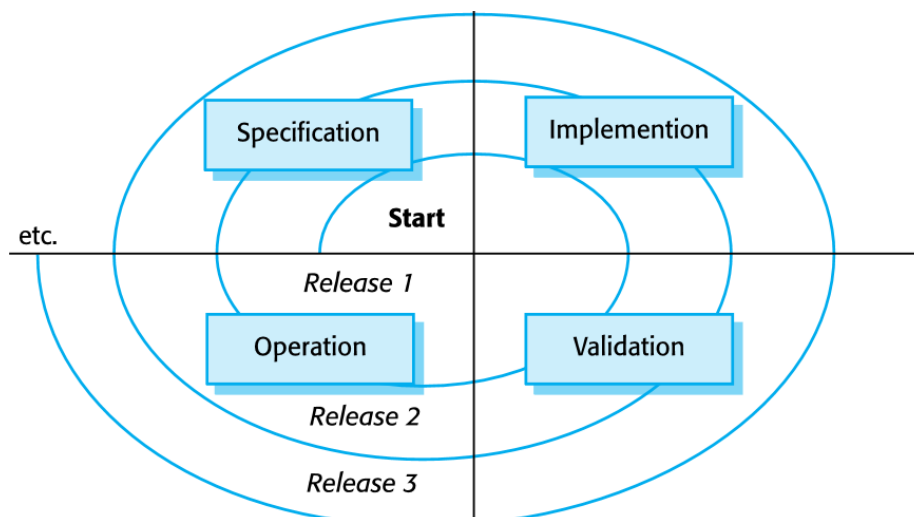 Specification
Implemention
Start
etc.
Release 1
Operation
Validation
Release 2
Release 3